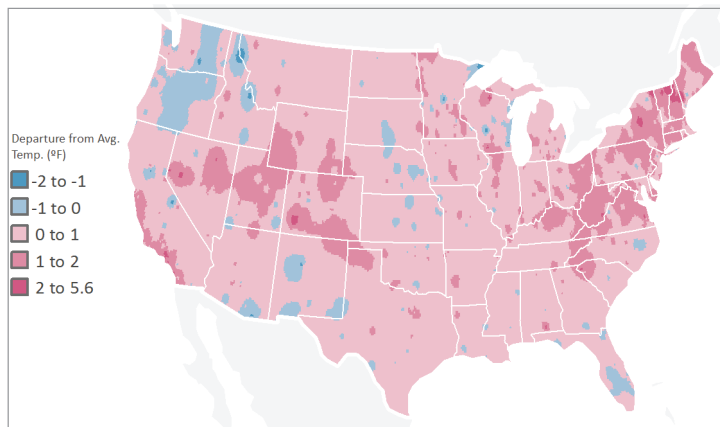 Departure from Avg.
Temp. (ºF)
-2 to -1
-1 to 0
0 to 1
1 to 2
2 to 5.6